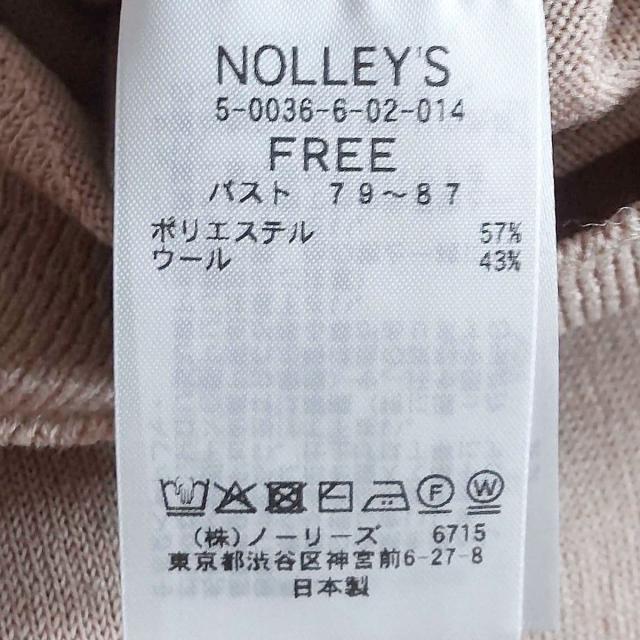 NOLLEY'S
5-0036-6-02-014
FREE
バスト 79～87
ポリエステル 57%
ウール 43%
F W
(株)ノーリーズ 6715
東京都渋谷区神宮前6-27-8
日本製